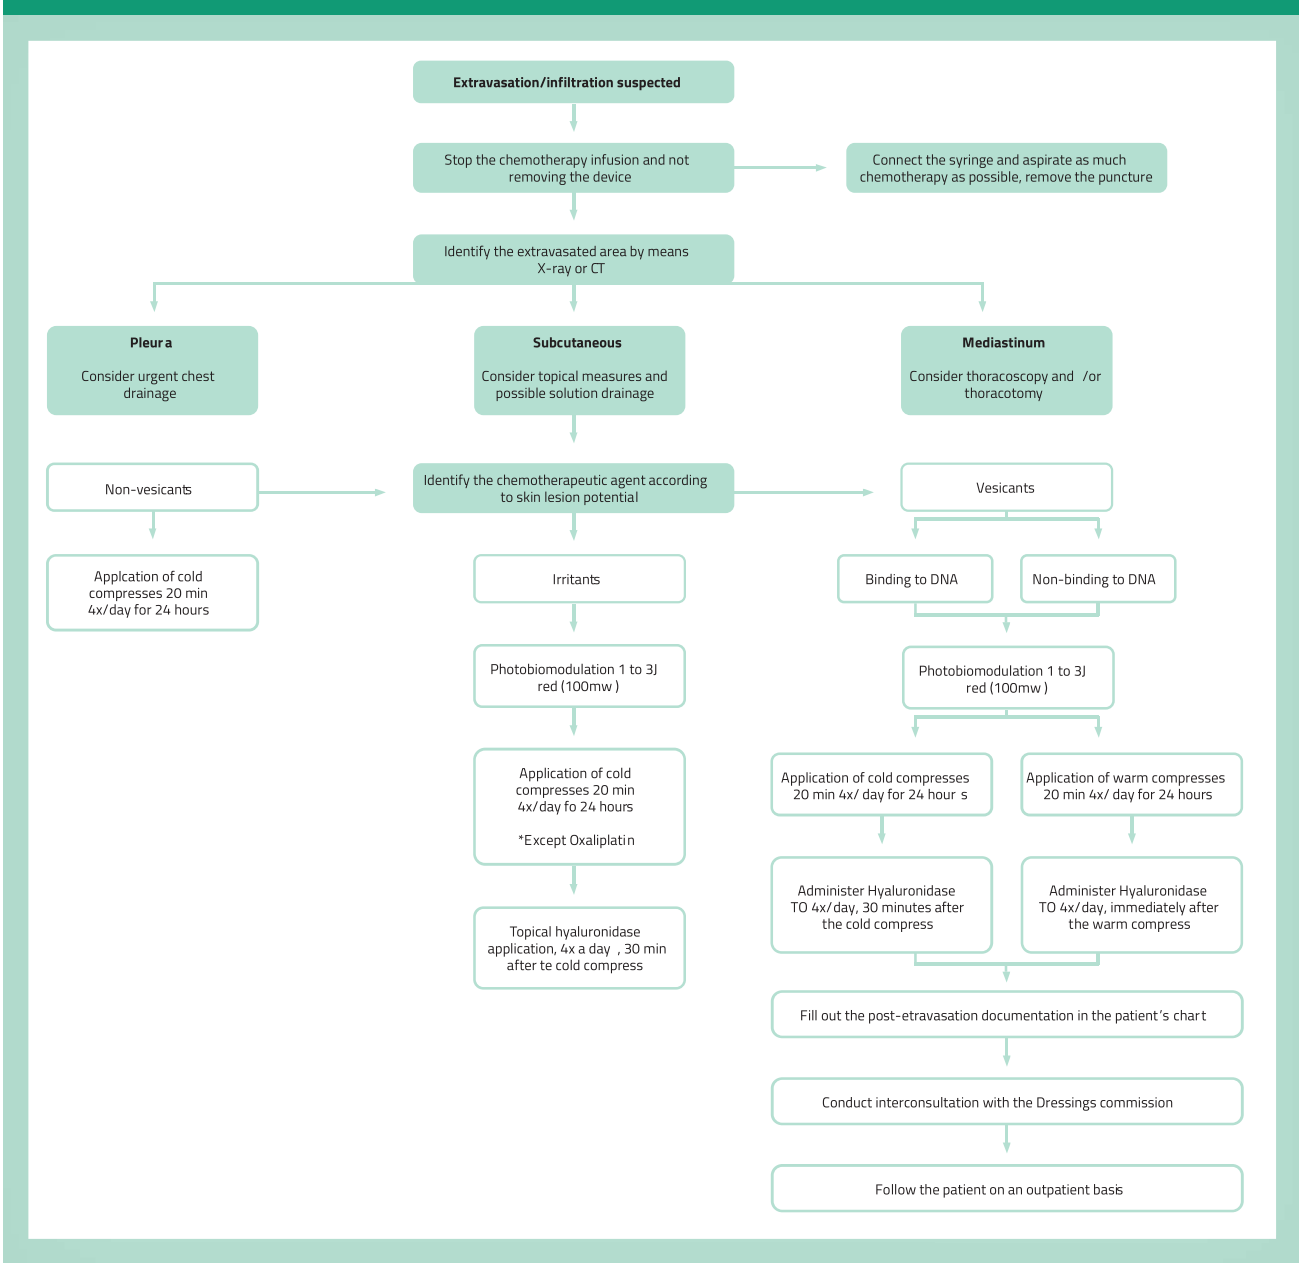 Extravasation/infiltration suspected
Stop the chemotherapy infusion and not
removing the device
Connect the syringe and aspirate as much
chemotherapy as possible, remove the puncture
Identify the extravasated area by means
X-ray or CT
Pleura
Consider urgent chest
drainage
Subcutaneous
Consider topical measures and
possible solution drainage
Mediastinum
Consider thoracoscopy and /or
thoracotomy
Non-vesicants
Identify the chemotherapeutic agent according
to skin lesion potential
Vesicants
Applcation of cold
compresses 20 min
4x/day for 24 hours
Irritants
Binding to DNA
Non-binding to DNA
Photobiomodulation 1 to 3J
red (100mw )
Photobiomodulation 1 to 3J
red (100mw )
Application of cold
compresses 20 min
4x/day fo 24 hours
*Except Oxaliplatin
Application of cold compresses
20 min 4x/ day for 24 hour s
Application of warm compresses
20 min 4x/ day for 24 hours
Topical hyaluronidase
application, 4x a day , 30 min
after te cold compress
Administer Hyaluronidase
TO 4x/day, 30 minutes after
the cold compress
Administer Hyaluronidase
TO 4x/day, immediately after
the warm compress
Fill out the post-etravasation documentation in the patient's chart
Conduct interconsultation with the Dressings commission
Follow the patient on an outpatient basis